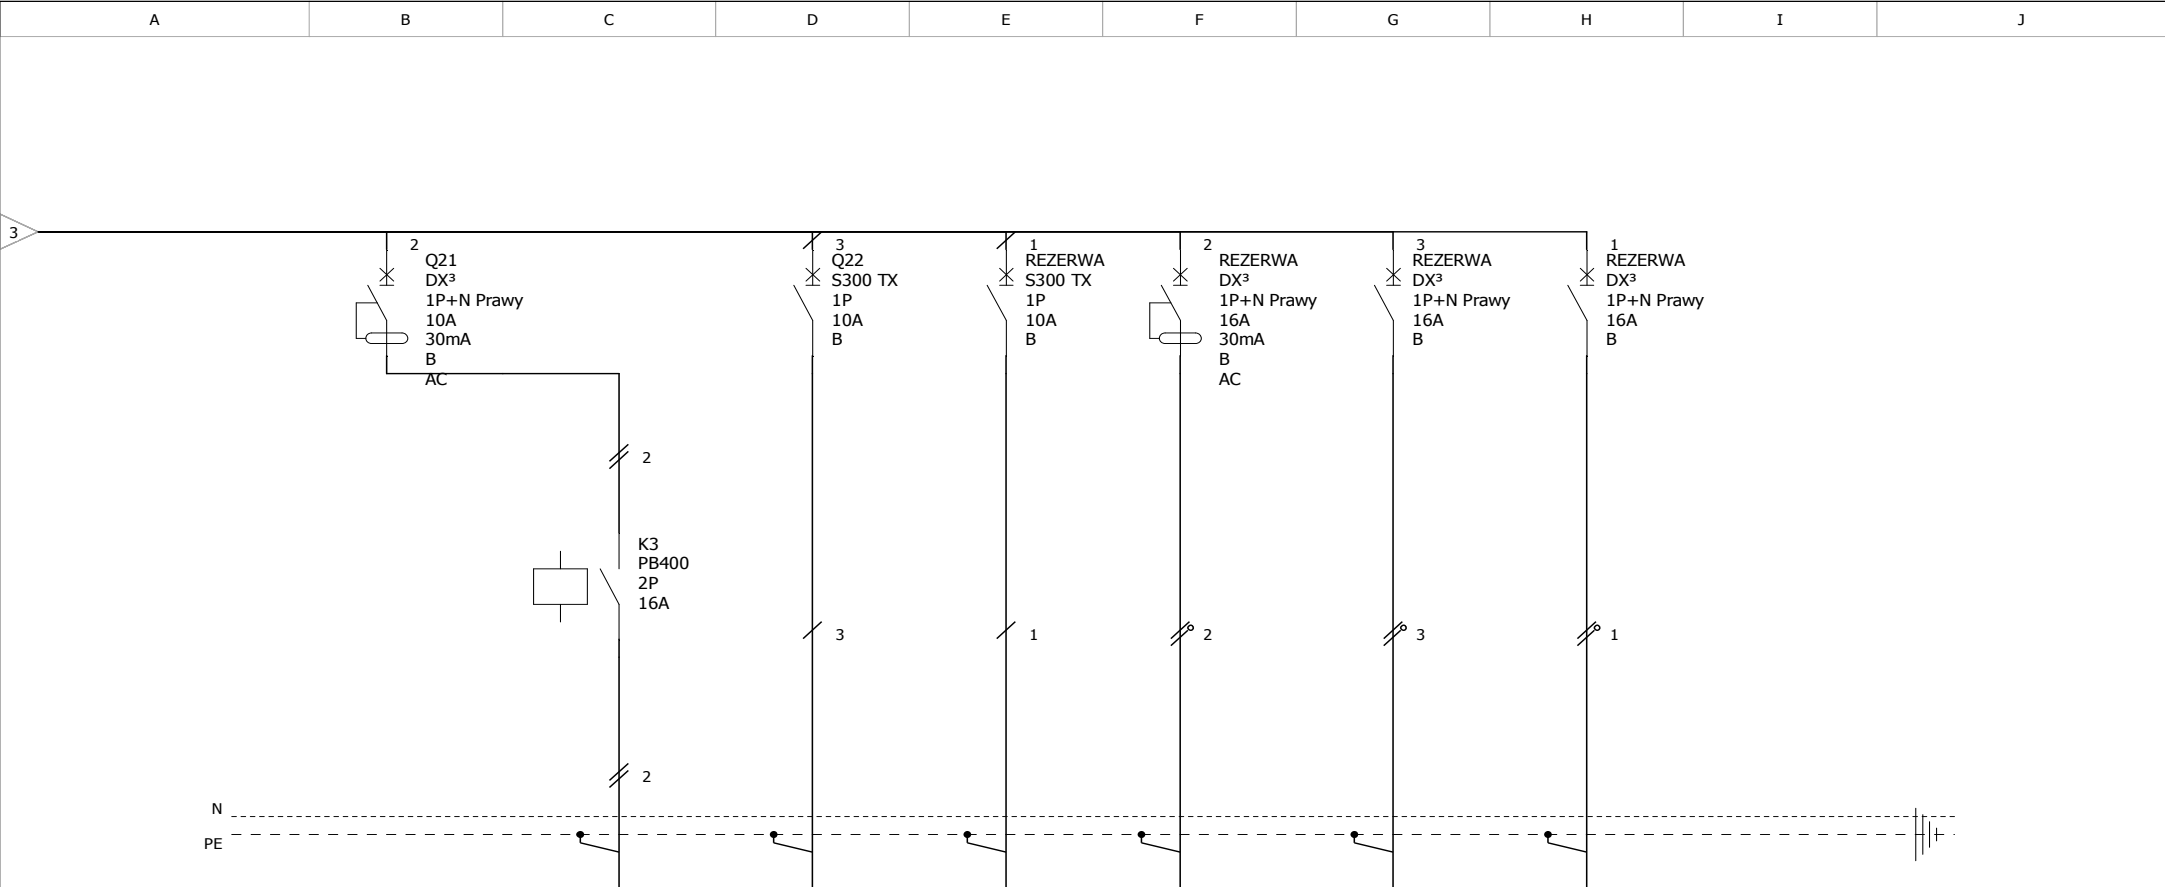 A
B
C
D
E
F
G
H
I
J
3
2
Q21
DX³
1P+N Prawy
10A
30mA
B
AC
3
Q22
S300 TX
1P
10A
B
1
REZERWA
S300 TX
1P
10A
B
2
REZERWA
DX³
1P+N Prawy
16A
30mA
B
AC
3
REZERWA
DX³
1P+N Prawy
16A
B
1
REZERWA
DX³
1P+N Prawy
16A
B
2
K3
PB400
2P
16A
3
1
2
3
1
2
N
PE